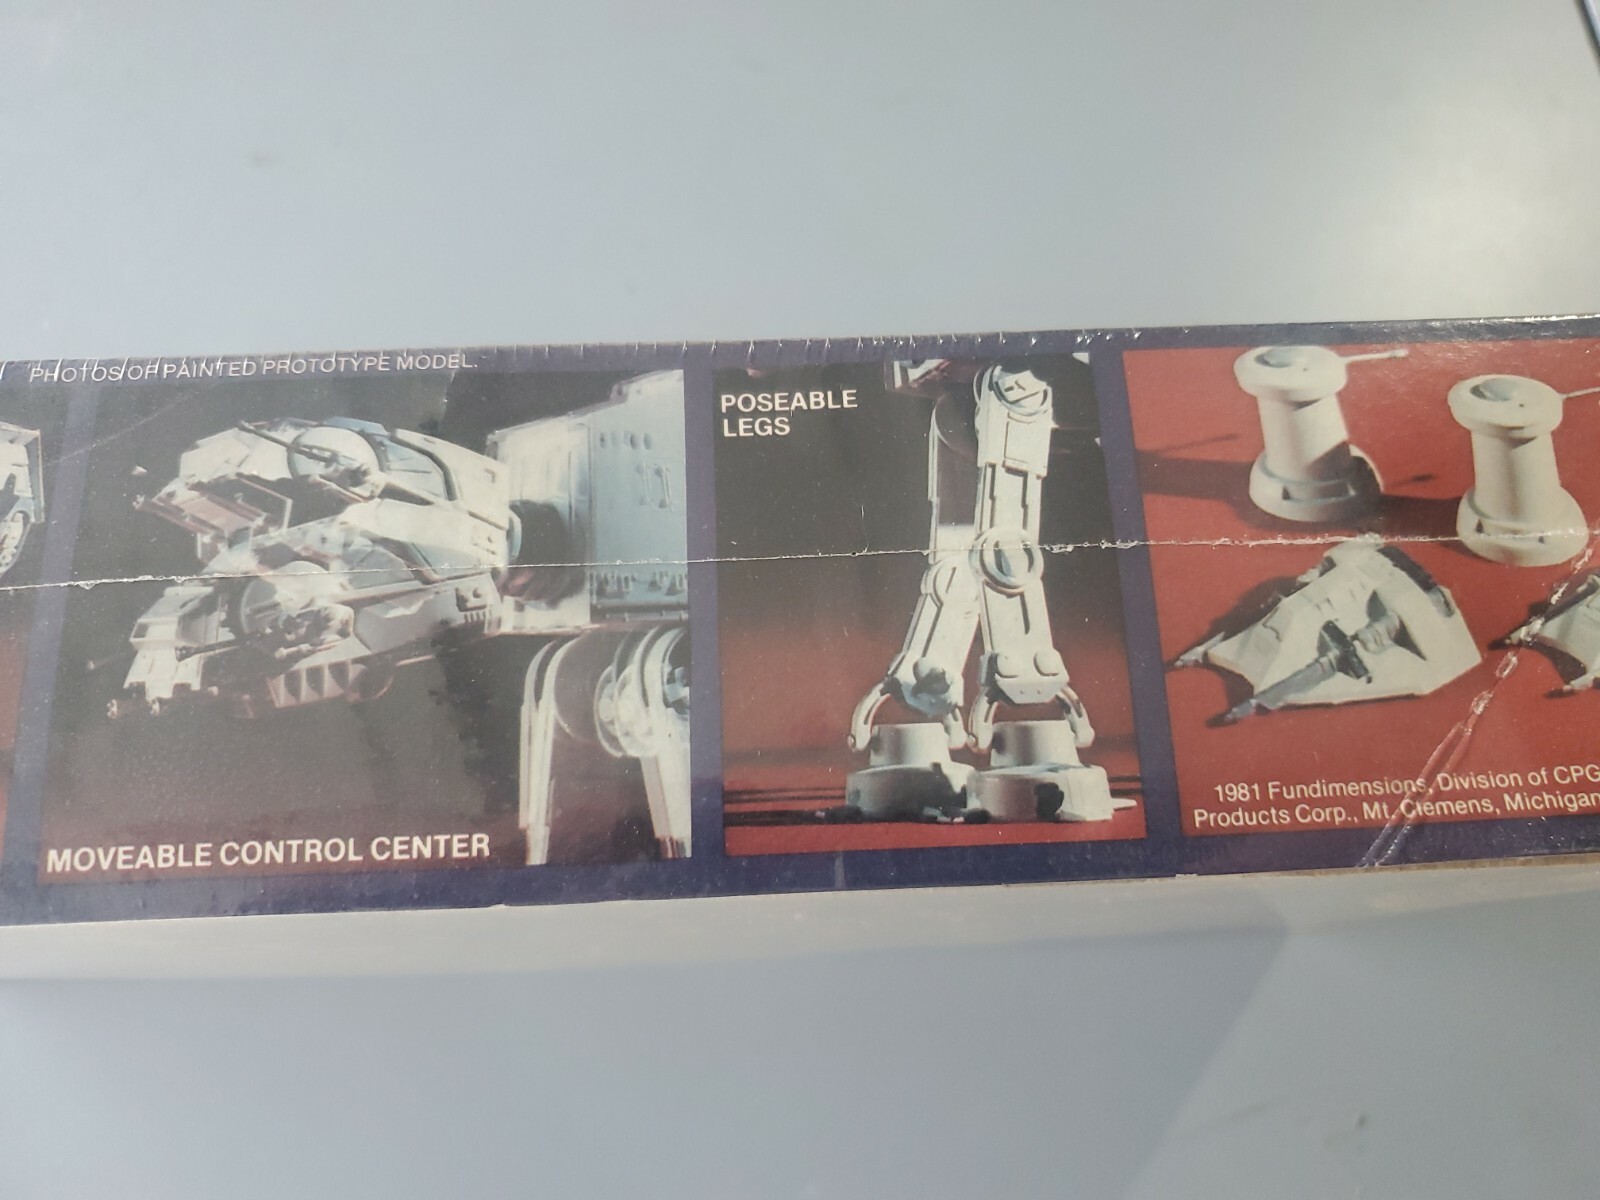 PHOTOS OF PAINTED PROTOTYPE MODEL.
MOVEABLE CONTROL CENTER
POSEABLE
LEGS
1981 Fundimensions, Division of CPG
Products Corp., Mt. Clemens, Michigan